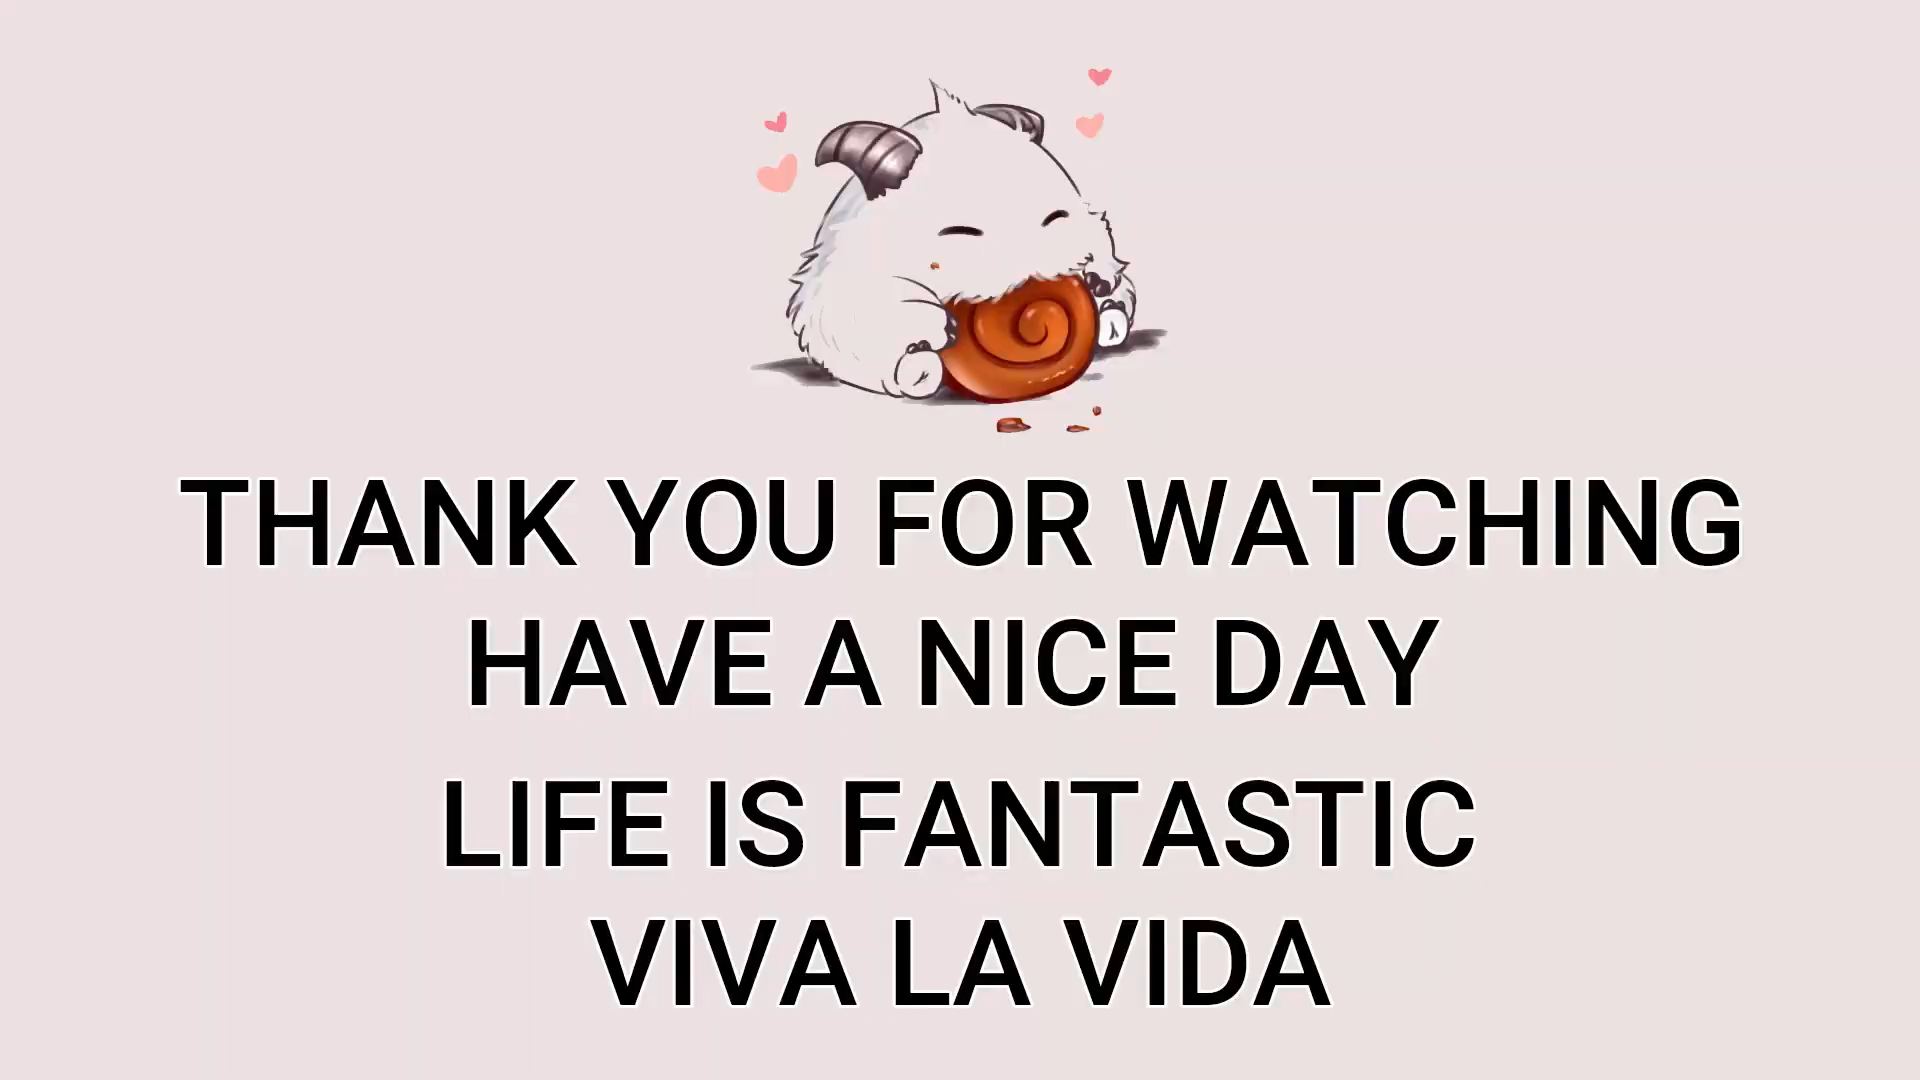 THANK YOU FOR WATCHING
HAVE A NICE DAY
LIFE IS FANTASTIC
VIVA LA VIDA